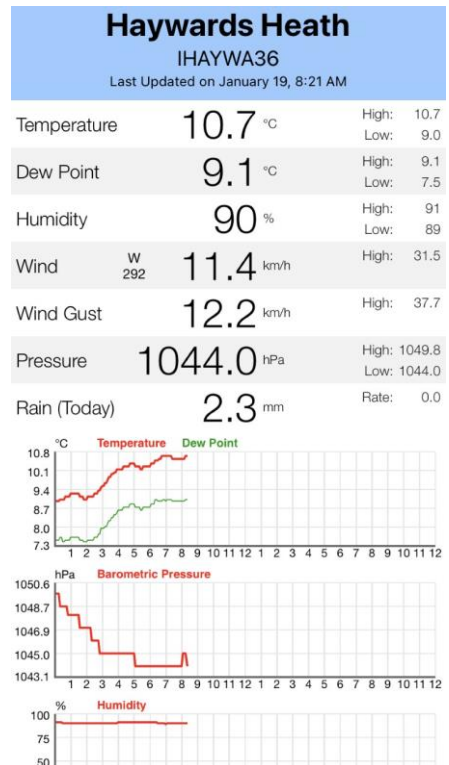 Haywards Heath
IHAYWA36
Last Updated on January 19, 8:21 AM
Temperature 10.7 °C High: 10.7
Low: 9.0
Dew Point 9.1 °C High: 9.1
Low: 7.5
Humidity 90 % High: 91
Low: 89
Wind W 292 11.4 km/h High: 31.5
Wind Gust 12.2 km/h High: 37.7
Pressure 1044.0 hPa High: 1049.8
Low: 1044.0
Rain (Today) 2.3 mm Rate: 0.0
°C Temperature Dew Point
10.8
10.1
9.4
8.7
8.0
7.3
1 2 3 4 5 6 7 8 9 10 11 12 1 2 3 4 5 6 7 8 9 10 11 12
hPa Barometric Pressure
1050.6
1048.7
1046.9
1045.0
1043.1
1 2 3 4 5 6 7 8 9 10 11 12 1 2 3 4 5 6 7 8 9 10 11 12
% Humidity
100
75
50